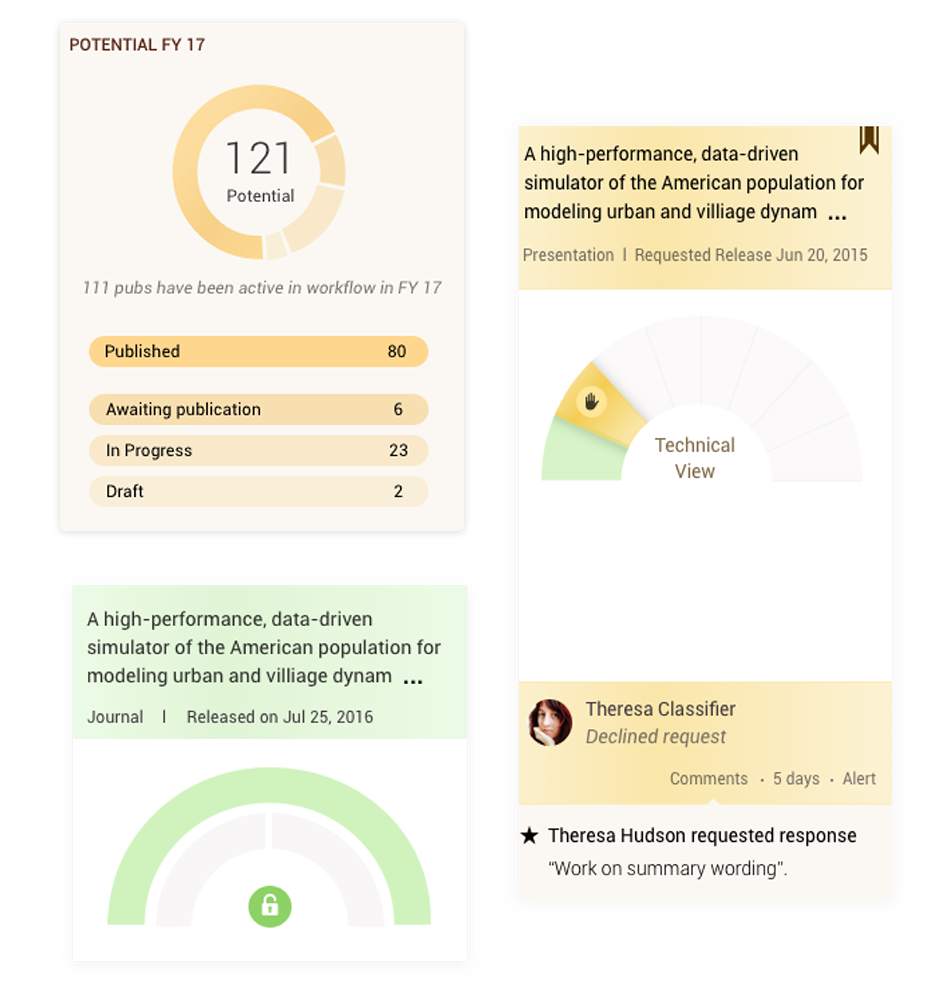 POTENTIAL FY 17
121
Potential
111 pubs have been active in workflow in FY 17
Published 80
Awaiting publication 6
In Progress 23
Draft 2
A high-performance, data-driven
simulator of the American population for
modeling urban and villiage dynam ...
Journal | Released on Jul 25, 2016
A high-performance, data-driven
simulator of the American population for
modeling urban and villiage dynam ...
Presentation | Requested Release Jun 20, 2015
Technical
View
Theresa Classifier
Declined request
Comments · 5 days · Alert
★ Theresa Hudson requested response
“Work on summary wording”.